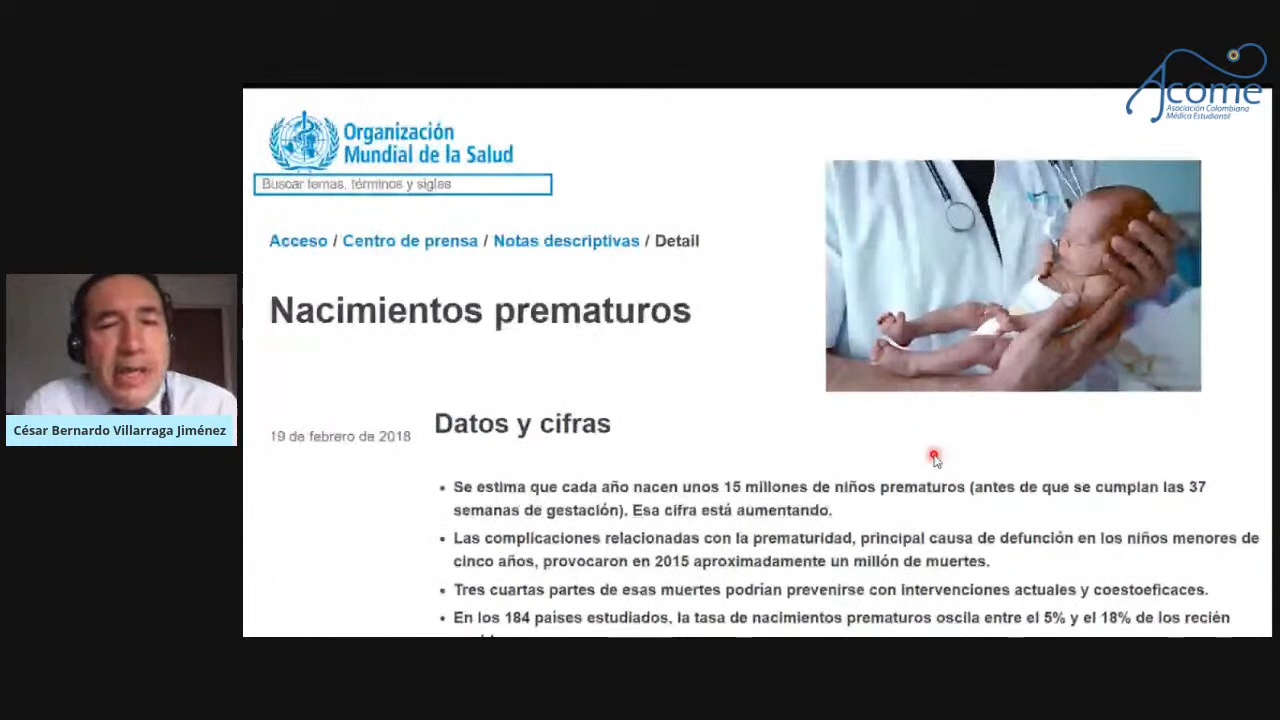 Acome
Asociación Colombiana
Médica Estudiantil
Organización
Mundial de la Salud
Buscar temas, términos y siglas
Acceso / Centro de prensa / Notas descriptivas / Detail
Nacimientos prematuros
César Bernardo Villarraga Jiménez
19 de febrero de 2018
Datos y cifras
• Se estima que cada año nacen unos 15 millones de niños prematuros (antes de que se cumplan las 37
semanas de gestación). Esa cifra está aumentando.
• Las complicaciones relacionadas con la prematuridad, principal causa de defunción en los niños menores de
cinco años, provocaron en 2015 aproximadamente un millón de muertes.
• Tres cuartas partes de esas muertes podrían prevenirse con intervenciones actuales y coestoeficaces.
• En los 184 países estudiados, la tasa de nacimientos prematuros oscila entre el 5% y el 18% de los recién